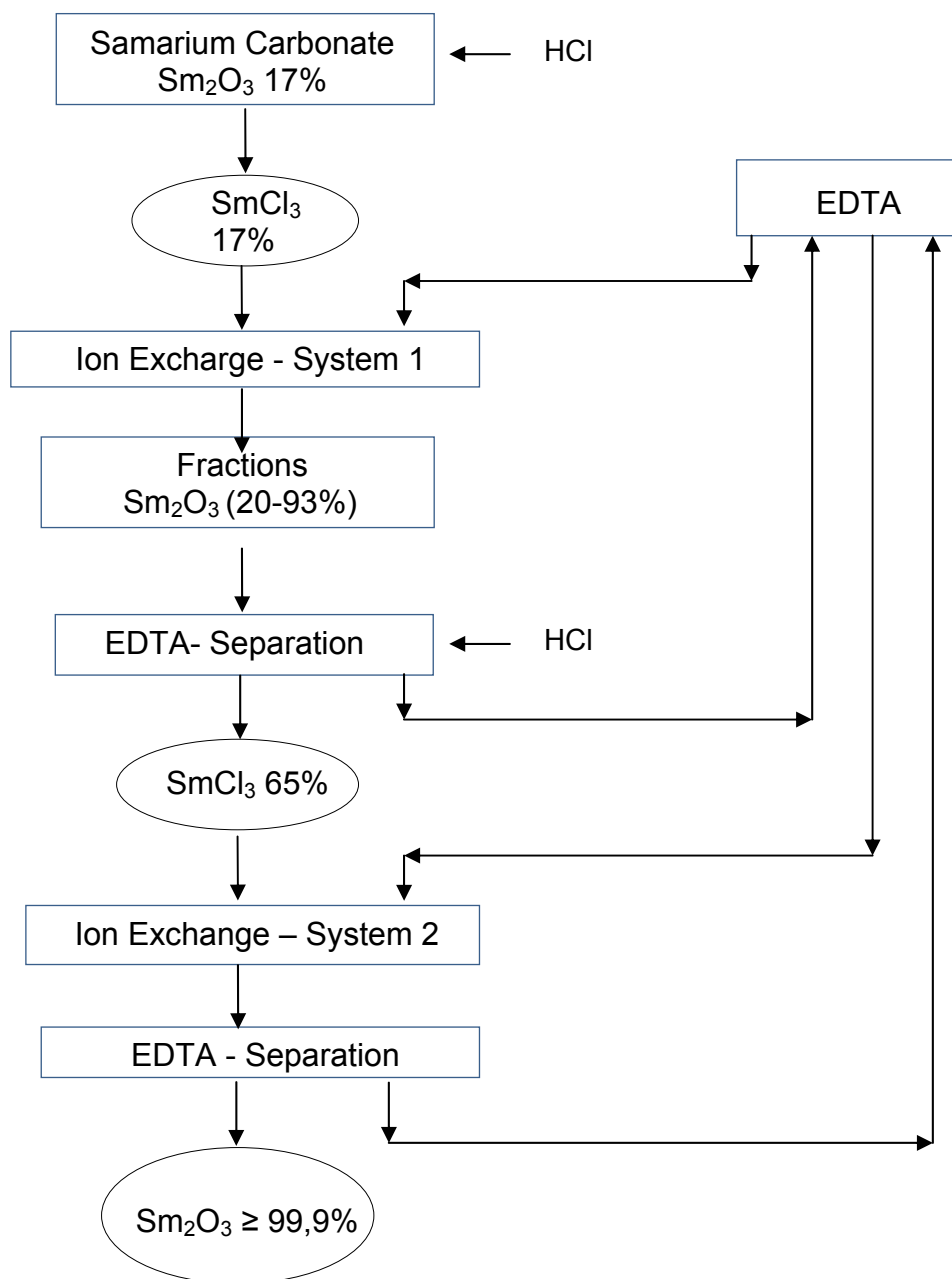 Samarium Carbonate
Sm₂O₃ 17%
HCl
SmCl₃
17%
EDTA
Ion Excharge - System 1
Fractions
Sm₂O₃ (20-93%)
EDTA- Separation
HCl
SmCl₃ 65%
Ion Exchange – System 2
EDTA - Separation
Sm₂O₃ ≥ 99,9%